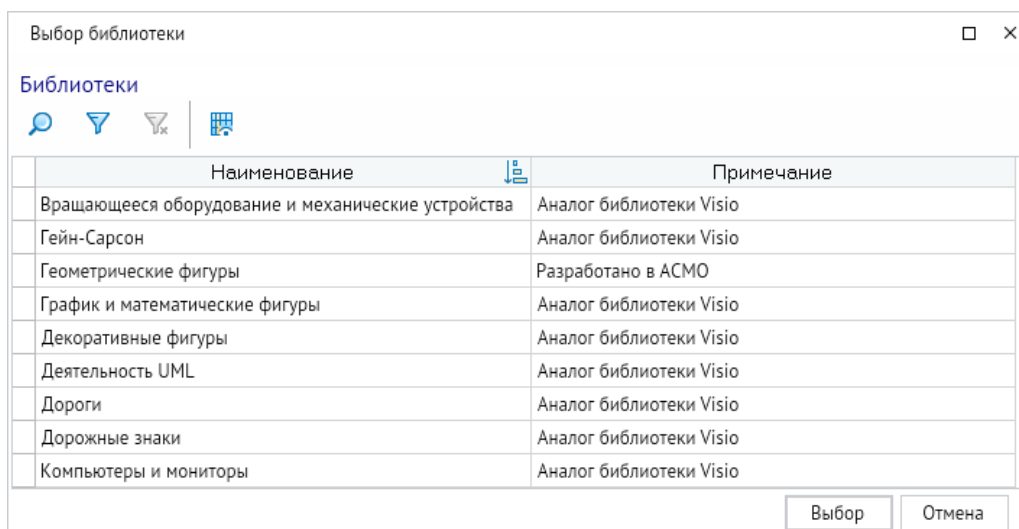 Выбор библиотеки
Библиотеки
Наименование Примечание
Вращающееся оборудование и механические устройства Аналог библиотеки Visio
Гейн-Сарсон Аналог библиотеки Visio
Геометрические фигуры Разработано в АСМО
График и математические фигуры Аналог библиотеки Visio
Декоративные фигуры Аналог библиотеки Visio
Деятельность UML Аналог библиотеки Visio
Дороги Аналог библиотеки Visio
Дорожные знаки Аналог библиотеки Visio
Компьютеры и мониторы Аналог библиотеки Visio
Выбор Отмена